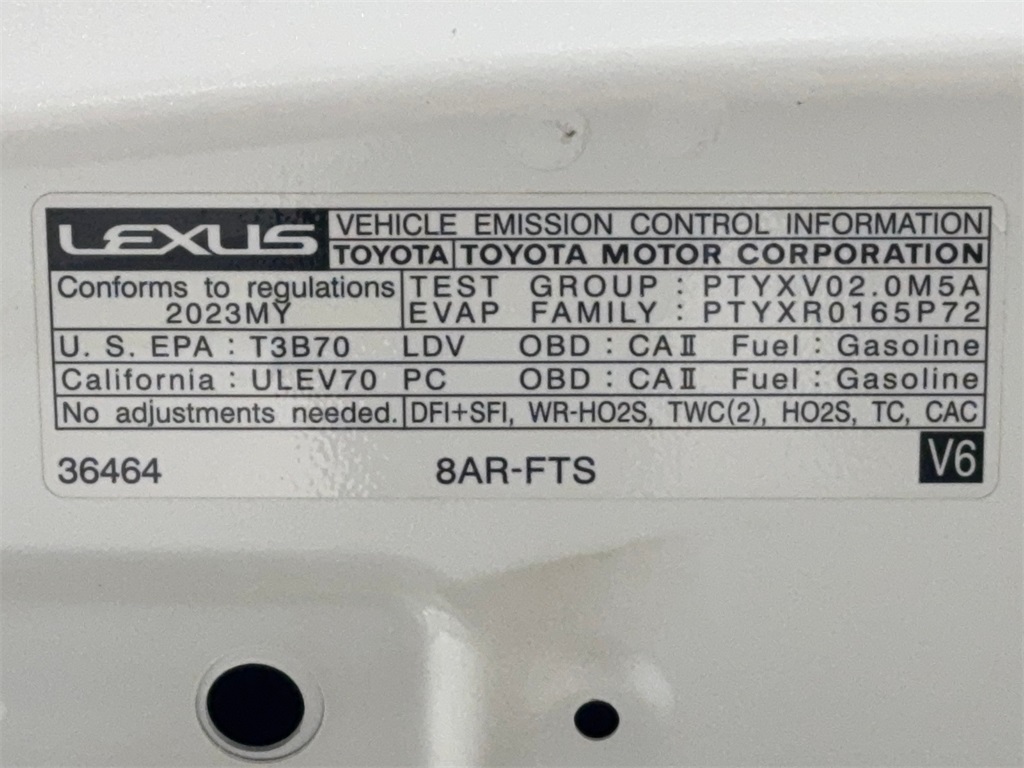 LEXUS VEHICLE EMISSION CONTROL INFORMATION
TOYOTA TOYOTA MOTOR CORPORATION
Conforms to regulations TEST GROUP : PTYXV02.0M5A
2023MY EVAP FAMILY : PTYXR0165P72
U. S. EPA : T3B70 LDV OBD : CAⅡ Fuel : Gasoline
California : ULEV70 PC OBD : CAⅡ Fuel : Gasoline
No adjustments needed. DFI+SFI, WR-HO2S, TWC(2), HO2S, TC, CAC
36464 8AR-FTS V6